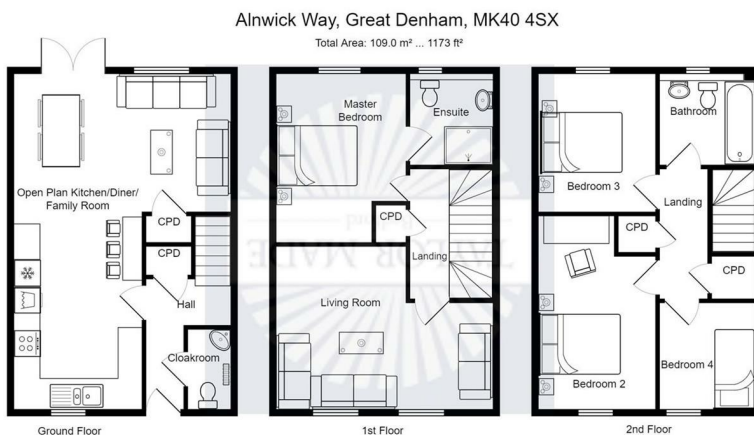 Alnwick Way, Great Denham, MK40 4SX
Total Area: 109.0 m² ... 1173 ft²
Open Plan Kitchen/Diner/
Family Room
CPD
CPD
Hall
Cloakroom
Ground Floor
Master
Bedroom
Ensuite
CPD
Landing
Living Room
TAYLOR MADE
1st Floor
Bathroom
Bedroom 3
Landing
CPD
CPD
Bedroom 2
Bedroom 4
2nd Floor